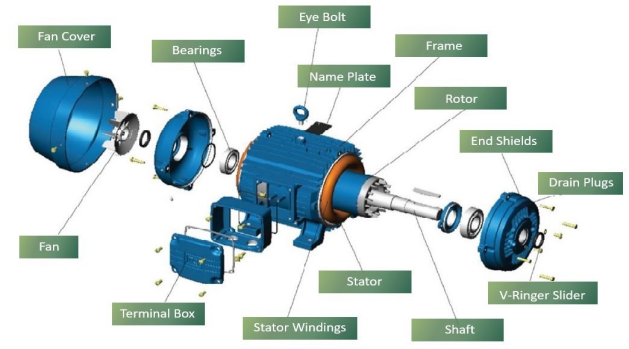 Eye Bolt
Fan Cover
Bearings
Frame
Name Plate
Rotor
End Shields
Drain Plugs
Fan
Stator
V-Ringer Slider
Terminal Box
Stator Windings
Shaft